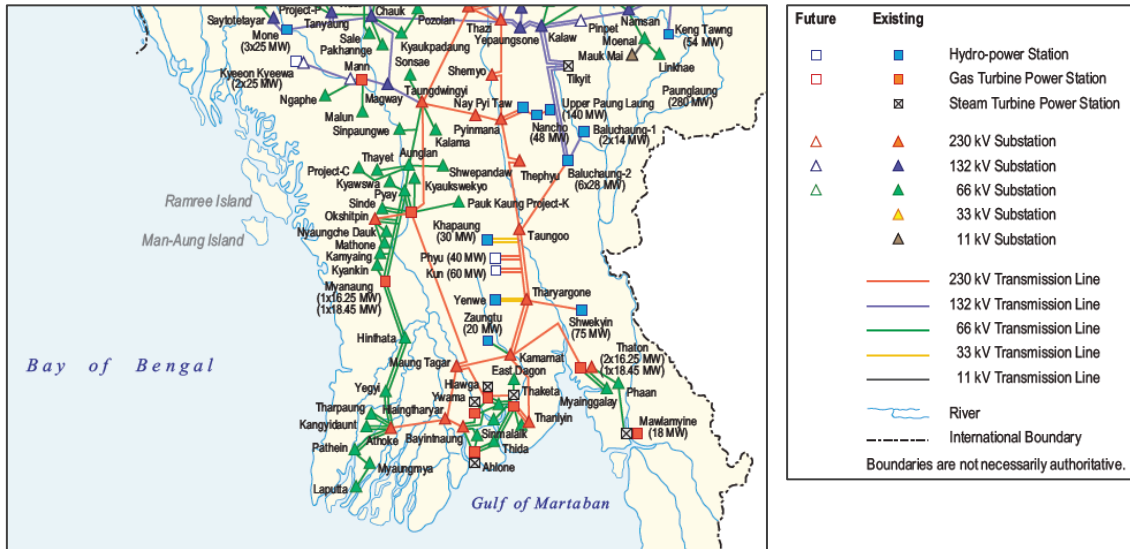 Project-P
Chauk
Pozolan
Saytotetayar
Tanyaung
Mone
(3x25 MW)
Sale
Pakhannge
Kyaukpadaung
Thazi
Yepaungsone
Kalaw
Pinpet
Namsan
Moenal
Mauk Mai
Keng Tawng
(54 MW)
Linkhae
Kyeeon Kyeewa
(2x25 MW)
Mann
Sonsae
Shemyo
Tikyit
Paunglaung
(280 MW)
Ngaphe
Magway
Taungdwingyi
Nay Pyi Taw
Upper Paung Laung
(140 MW)
Malun
Sinpaungwe
Kalama
Pyinmana
Nancho
(48 MW)
Baluchaung-1
(2x14 MW)
Aunglan
Thayet
Project-C
Shwepandaw
Thephyu
Baluchaung-2
(6x28 MW)
Kyawswa
Kyaukswekyo
Pyay
Ramree Island
Sinde
Pauk Kaung Project-K
Okshitpin
Man-Aung Island
Nyaungche Dauk
Khapaung
(30 MW)
Taungoo
Mathone
Phyu (40 MW)
Kamyaing
Kun (60 MW)
Kyankin
Myanaung
(1x16.25 MW)
(1x18.45 MW)
Yenwe
Tharyargone
Zaungtu
(20 MW)
Shwekyin
(75 MW)
Hinthata
Bay of Bengal
Maung Tagar
Kamamat
Thaton
(2x16.25 MW)
(1x18.45 MW)
East Dagon
Hlawga
Ywama
Thaketa
Phaan
Yegyi
Myainggalay
Tharpaung
Hlaingtharyar
Thanlyin
Kangyidaunt
Mawlamyine
(18 MW)
Athoke
Bayintnaung
Sinmalaik
Pathein
Thida
Myaungmya
Ahlone
Laputta
Gulf of Martaban
Future Existing
Hydro-power Station
Gas Turbine Power Station
Steam Turbine Power Station
230 kV Substation
132 kV Substation
66 kV Substation
33 kV Substation
11 kV Substation
230 kV Transmission Line
132 kV Transmission Line
66 kV Transmission Line
33 kV Transmission Line
11 kV Transmission Line
River
International Boundary
Boundaries are not necessarily authoritative.